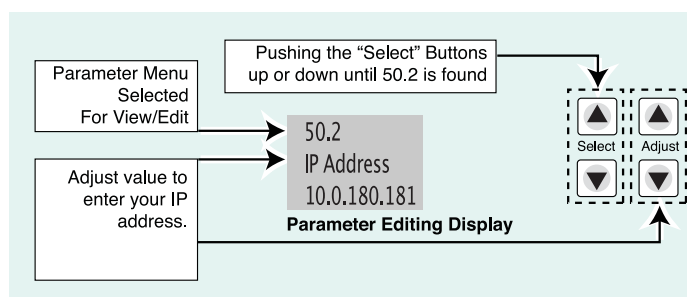 Pushing the “Select” Buttons
up or down until 50.2 is found
Parameter Menu
Selected
For View/Edit
50.2
IP Address
10.0.180.181
Parameter Editing Display
Select
Adjust
Adjust value to
enter your IP
address.